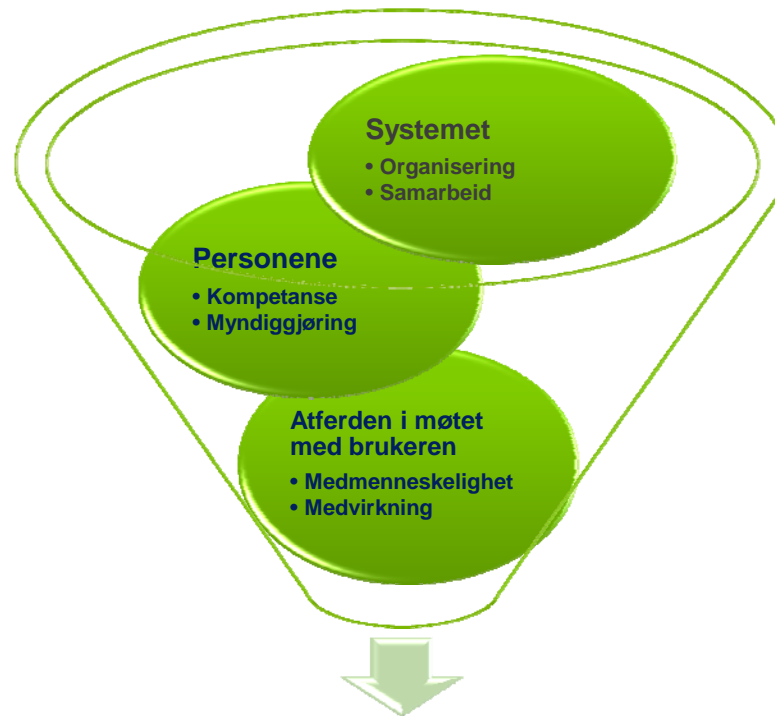 Systemet
• Organisering
• Samarbeid
Personene
• Kompetanse
• Myndiggjøring
Atferden i møtet
med brukeren
• Medmenneskelighet
• Medvirkning